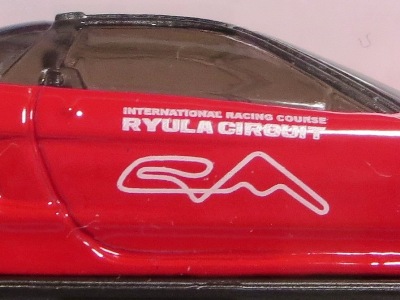 INTERNATIONAL RACING COURSE
RYULA CIRCUIT